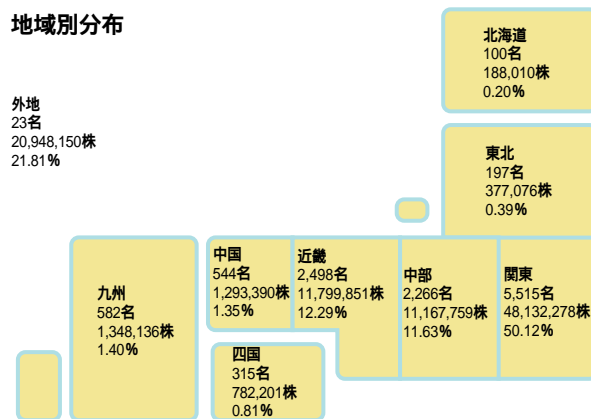 地域別分布
外地
23名
20,948,150株
21.81%
北海道
100名
188,010株
0.20%
東北
197名
377,076株
0.39%
九州
582名
1,348,136株
1.40%
中国
544名
1,293,390株
1.35%
近畿
2,498名
11,799,851株
12.29%
中部
2,266名
11,167,759株
11.63%
関東
5,515名
48,132,278株
50.12%
四国
315名
782,201株
0.81%